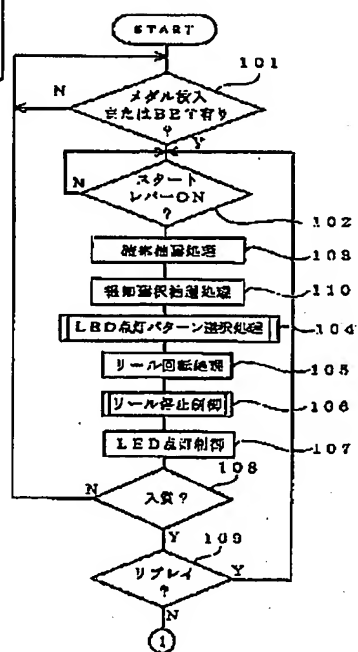 START
101
N
メダル投入
またはBET有り
?
Y
N
スタート
レバーON
?
102
103
110
LED点灯パターン選択処理
104
リール回転処理
105
リール停止制御
106
LED点灯制御
107
108
N
入賞?
Y
109
リプレイ
?
Y
N
1